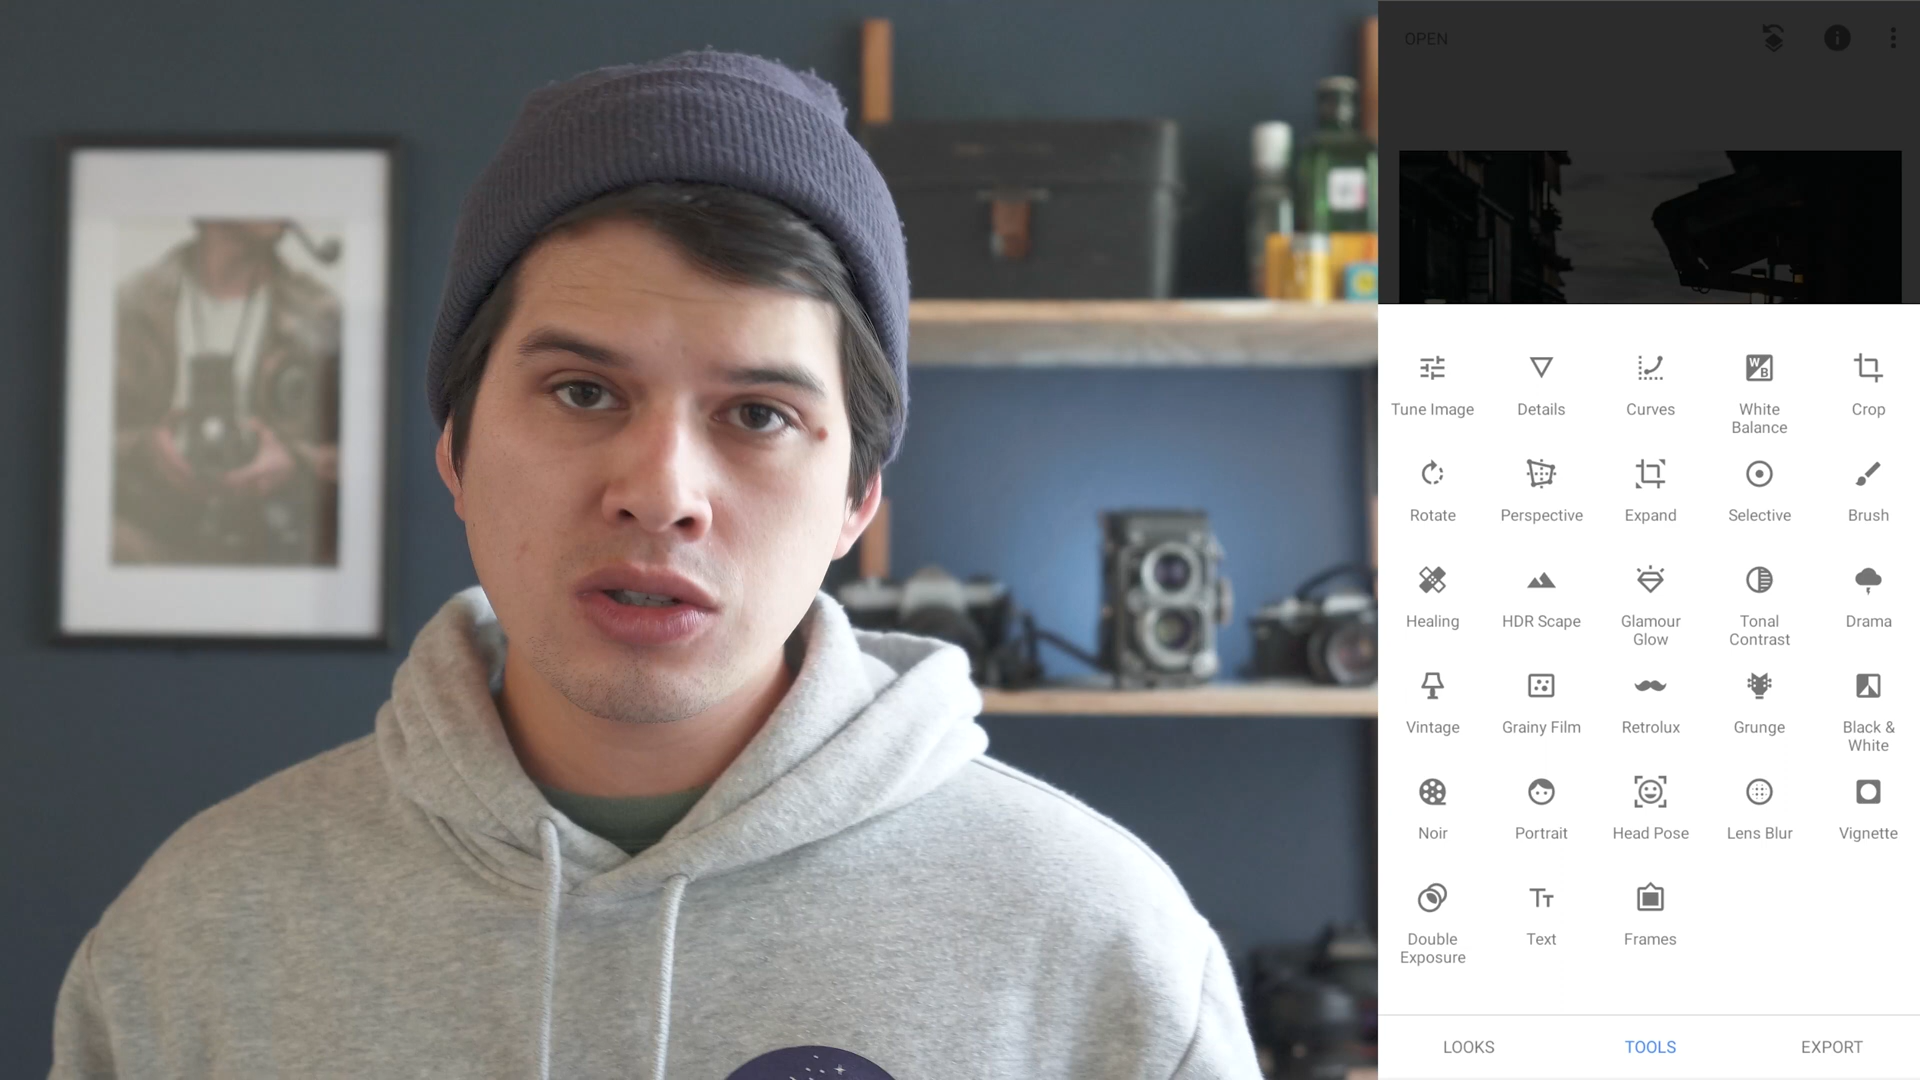 OPEN
Tune Image
Details
Curves
White
Balance
Crop
Rotate
Perspective
Expand
Selective
Brush
Healing
HDR Scape
Glamour
Glow
Tonal
Contrast
Drama
Vintage
Grainy Film
Retrolux
Grunge
Black &
White
Noir
Portrait
Head Pose
Lens Blur
Vignette
Double
Exposure
Text
Frames
LOOKS
TOOLS
EXPORT